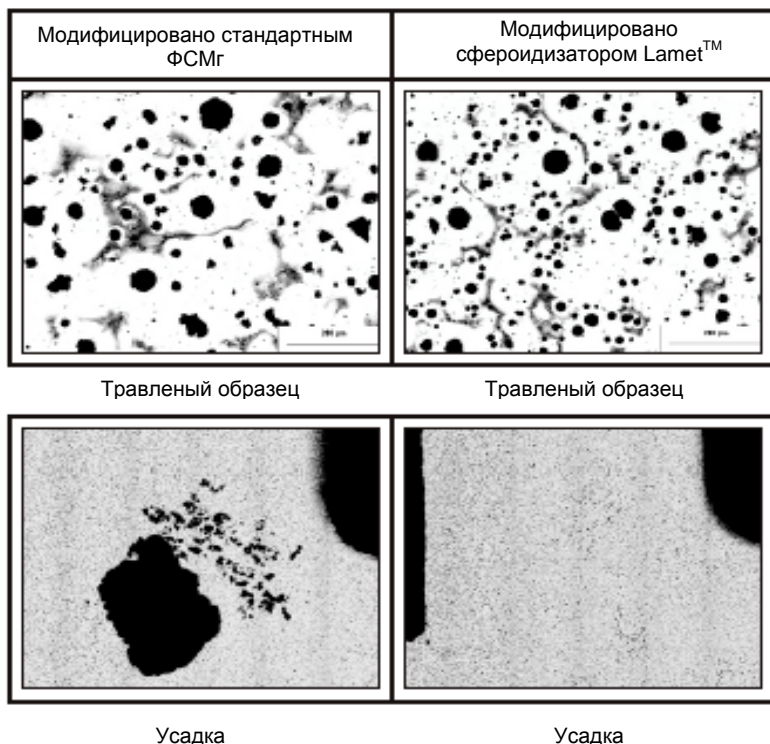 Модифицировано стандартным
ФСМг
Модифицировано
сфероидизатором Lamet™
Травленый образец
Травленый образец
Усадка
Усадка